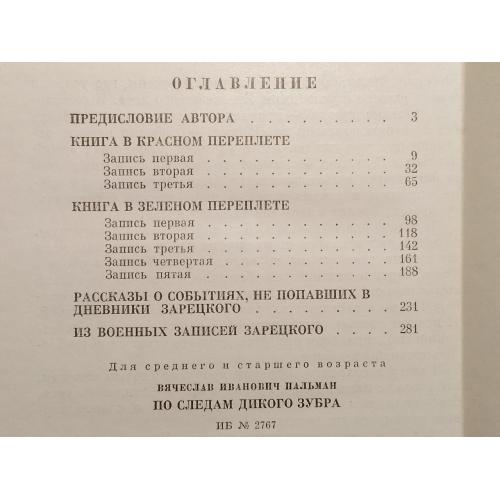 ОГЛАВЛЕНИЕ
ПРЕДИСЛОВИЕ АВТОРА . . . . . . . . . 3
КНИГА В КРАСНОМ ПЕРЕПЛЕТЕ
Запись первая . . . . . . . . . . 9
Запись вторая . . . . . . . . . . 32
Запись третья . . . . . . . . . . 65
КНИГА В ЗЕЛЕНОМ ПЕРЕПЛЕТЕ
Запись первая . . . . . . . . . . 98
Запись вторая . . . . . . . . . . 118
Запись третья . . . . . . . . . . 142
Запись четвертая . . . . . . . . . 161
Запись пятая . . . . . . . . . . 188
РАССКАЗЫ О СОБЫТИЯХ, НЕ ПОПАВШИХ В
ДНЕВНИКИ ЗАРЕЦКОГО . . . . . . . . 231
ИЗ ВОЕННЫХ ЗАПИСЕЙ ЗАРЕЦКОГО . . . . 281
Для среднего и старшего возраста
ВЯЧЕСЛАВ ИВАНОВИЧ ПАЛЬМАН
ПО СЛЕДАМ ДИКОГО ЗУБРА
ИБ № 2767